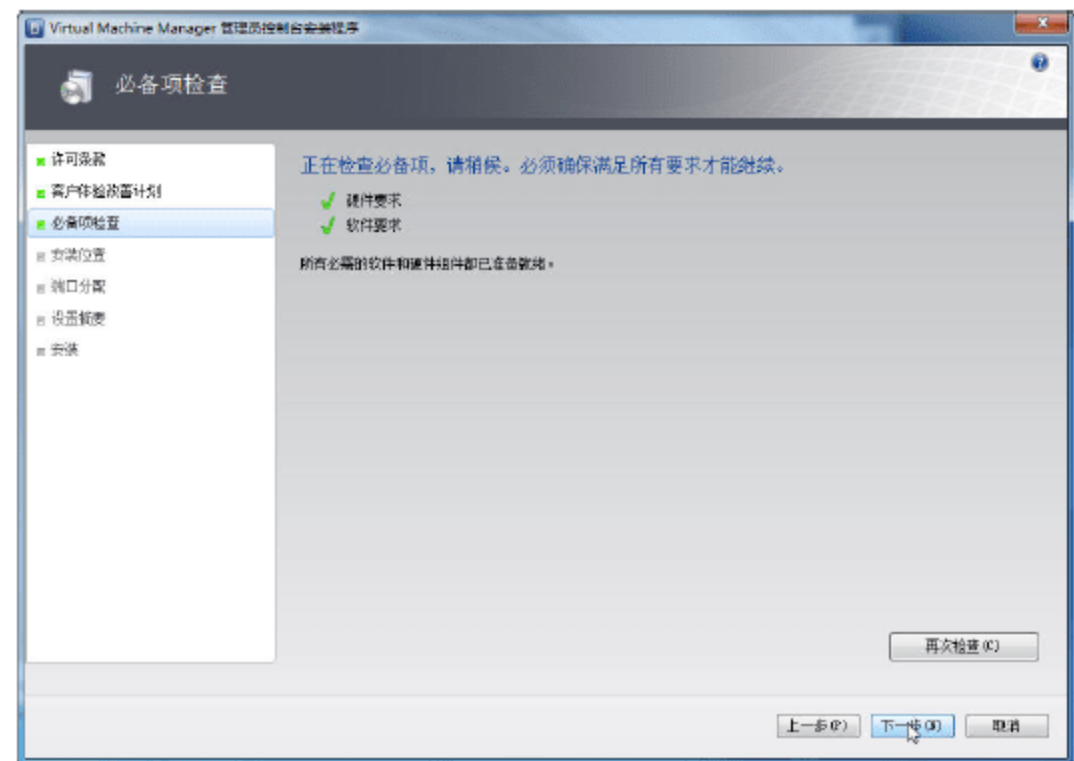 Virtual Machine Manager 管理员控制台安装程序
必备项检查
许可条款
客户体验改善计划
必备项检查
安装位置
端口分配
设置摘要
安装
正在检查必备项，请稍候。必须确保满足所有要求才能继续。
硬件要求
软件要求
所有必需的软件和硬件组件都已准备就绪。
再次检查(C)
上一步(P) 下一步(N) 取消